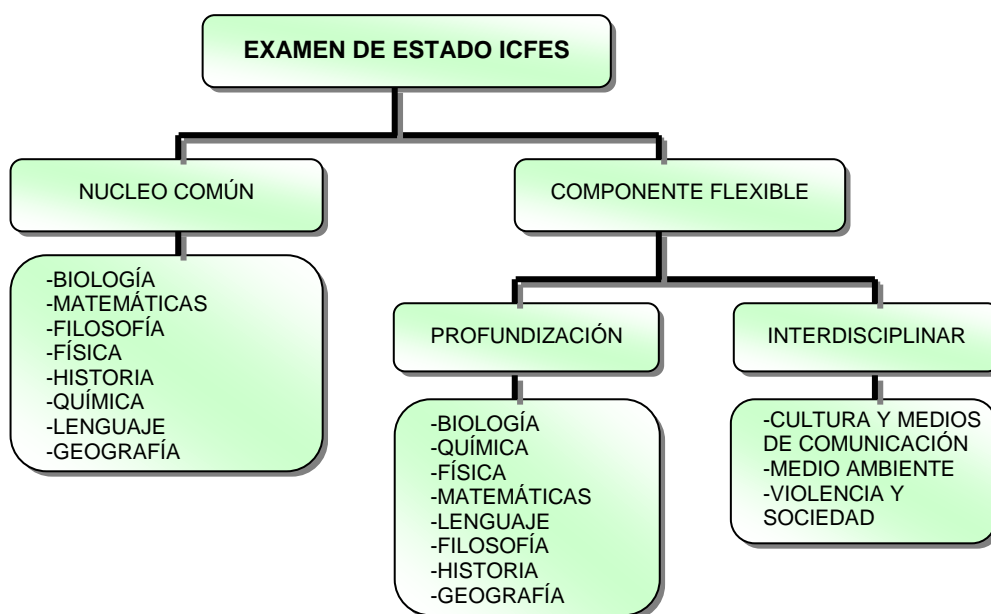 EXAMEN DE ESTADO ICFES
NUCLEO COMÚN
COMPONENTE FLEXIBLE
-BIOLOGÍA
-MATEMÁTICAS
-FILOSOFÍA
-FÍSICA
-HISTORIA
-QUÍMICA
-LENGUAJE
-GEOGRAFÍA
PROFUNDIZACIÓN
INTERDISCIPLINAR
-BIOLOGÍA
-QUÍMICA
-FÍSICA
-MATEMÁTICAS
-LENGUAJE
-FILOSOFÍA
-HISTORIA
-GEOGRAFÍA
-CULTURA Y MEDIOS
DE COMUNICACIÓN
-MEDIO AMBIENTE
-VIOLENCIA Y
SOCIEDAD